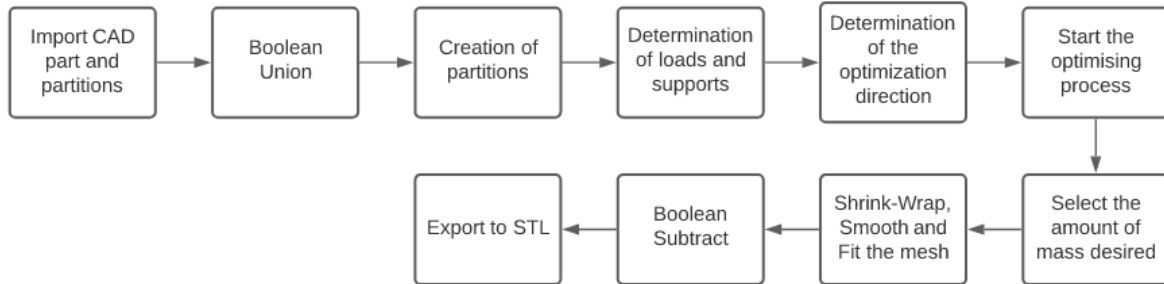 Import CAD
part and
partitions
Boolean
Union
Creation of
partitions
Determination
of loads and
supports
Determination
of the
optimization
direction
Start the
optimising
process
Select the
amount of
mass desired
Shrink-Wrap,
Smooth and
Fit the mesh
Boolean
Subtract
Export to STL